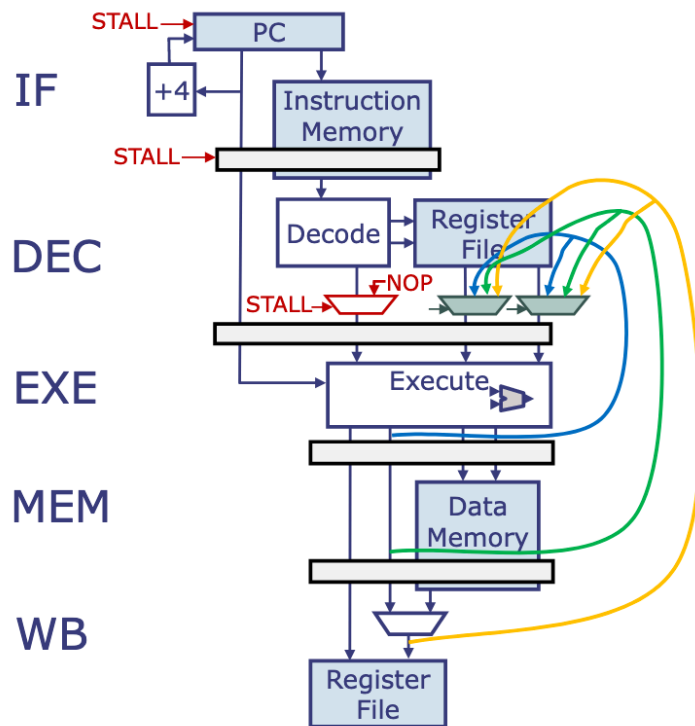 STALL
PC
IF
+4
Instruction
Memory
STALL
DEC
Decode
Register
File
NOP
STALL
EXE
Execute
MEM
Data
Memory
WB
Register
File